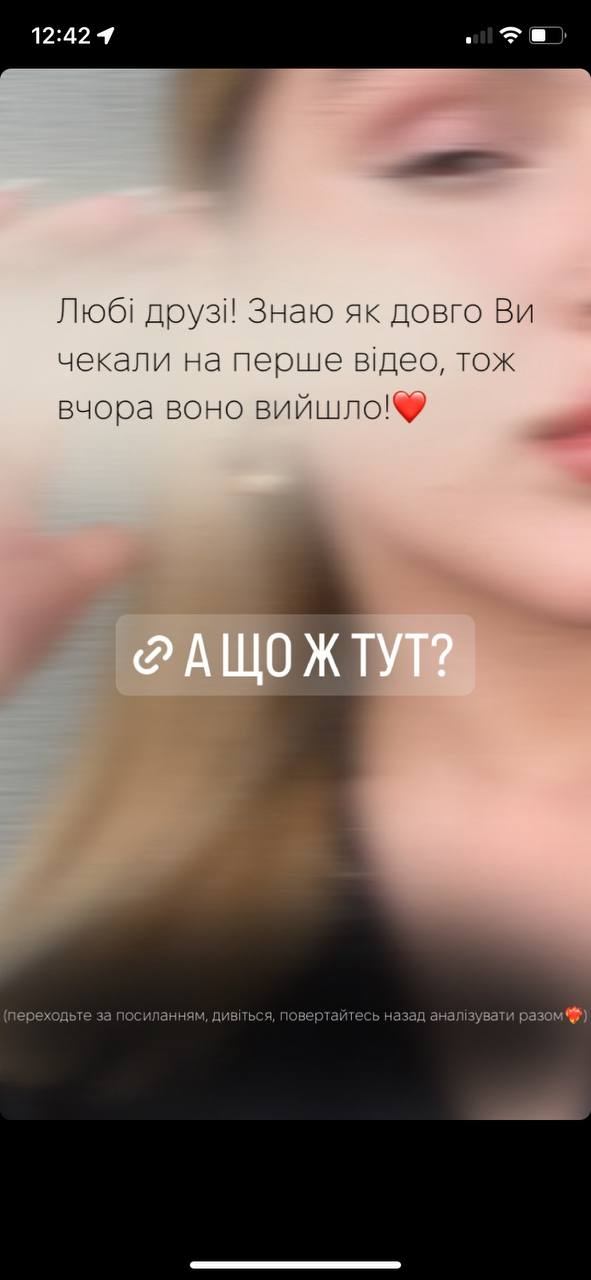 12:42
Любі друзі! Знаю як довго Ви
чекали на перше відео, тож
вчора воно вийшло!❤️
А ЩО Ж ТУТ?
(переходьте за посиланням, дивіться, повертайтесь назад аналізувати разом❤️‍🔥)